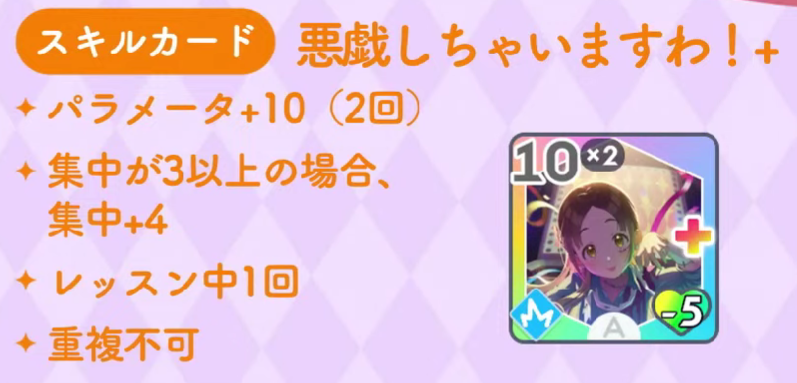 スキルカード 悪戯しちゃいますわ！+
パラメータ+10（2回）
集中が3以上の場合、
集中+4
レッスン中1回
重複不可
10 ×2
+
A
-5